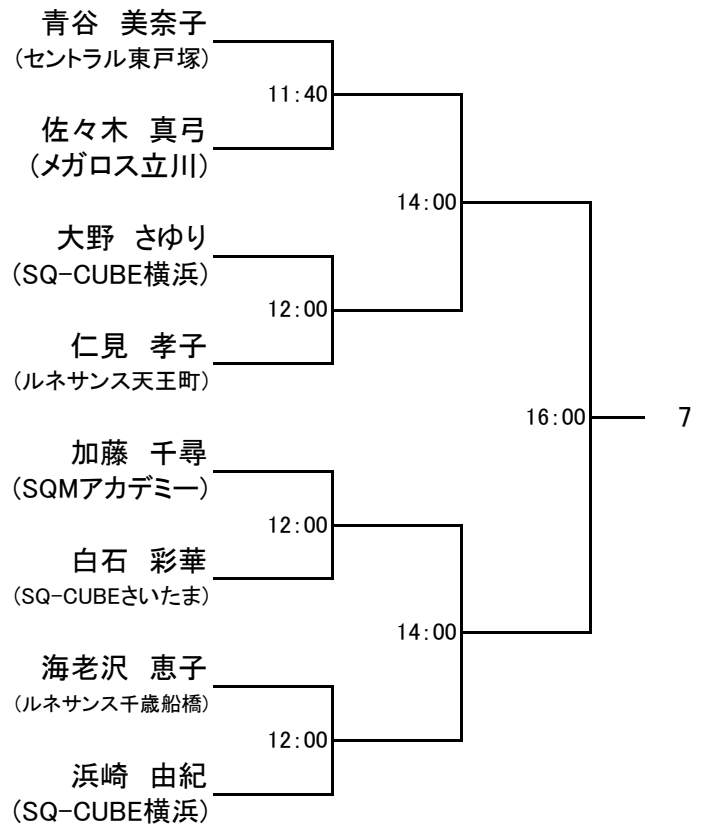 青谷　美奈子
(セントラル東戸塚)
11:40
佐々木　真弓
(メガロス立川)
14:00
大野　さゆり
(SQ-CUBE横浜)
12:00
仁見　孝子
(ルネサンス天王町)
16:00
7
加藤　千尋
(SQMアカデミー)
12:00
白石　彩華
(SQ-CUBEさいたま)
14:00
海老沢　恵子
(ルネサンス千歳船橋)
12:00
浜崎　由紀
(SQ-CUBE横浜)